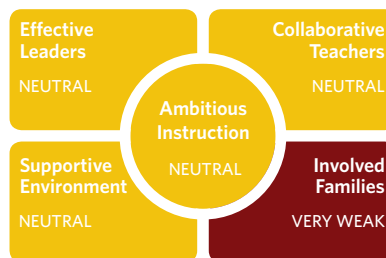 Effective
Leaders
NEUTRAL
Collaborative
Teachers
NEUTRAL
Ambitious
Instruction
NEUTRAL
Supportive
Environment
NEUTRAL
Involved
Families
VERY WEAK